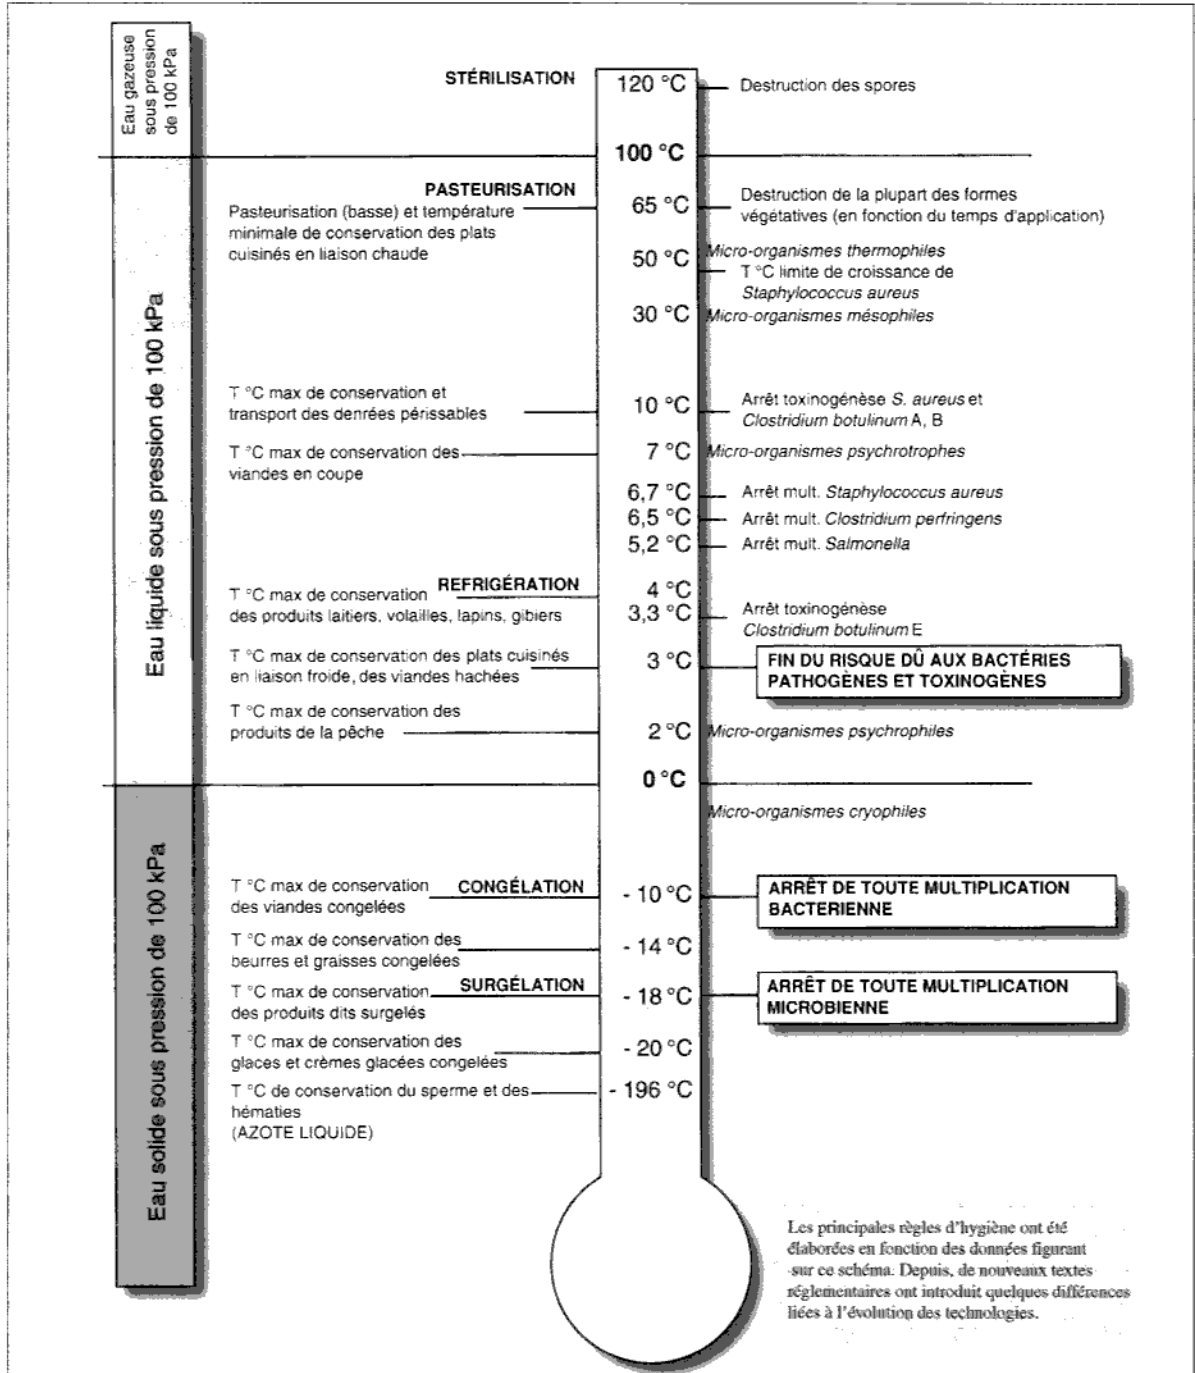 Eau gazeuse
sous pression
de 100 kPa
STÉRILISATION
120 °C
Destruction des spores
100 °C
PASTEURISATION
Pasteurisation (basse) et température
minimale de conservation des plats
cuisinés en liaison chaude
65 °C
Destruction de la plupart des formes
végétatives (en fonction du temps d'application)
50 °C
Micro-organismes thermophiles
T °C limite de croissance de
Staphylococcus aureus
30 °C
Micro-organismes mésophiles
Eau liquide sous pression de 100 kPa
T °C max de conservation et
transport des denrées périssables
10 °C
Arrêt toxinogénèse S. aureus et
Clostridium botulinum A, B
T °C max de conservation des
viandes en coupe
7 °C
Micro-organismes psychrotrophes
6,7 °C
Arrêt mult. Staphylococcus aureus
6,5 °C
Arrêt mult. Clostridium perfringens
5,2 °C
Arrêt mult. Salmonella
REFRIGÉRATION
T °C max de conservation
des produits laitiers, volailles, lapins, gibiers
4 °C
3,3 °C
Arrêt toxinogénèse
Clostridium botulinum E
T °C max de conservation des plats cuisinés
en liaison froide, des viandes hachées
3 °C
FIN DU RISQUE DÛ AUX BACTÉRIES
PATHOGÈNES ET TOXINOGÈNES
T °C max de conservation des
produits de la pêche
2 °C
Micro-organismes psychrophiles
0 °C
Micro-organismes cryophiles
Eau solide sous pression de 100 kPa
T °C max de conservation
des viandes congelées
CONGÉLATION
- 10 °C
ARRÊT DE TOUTE MULTIPLICATION
BACTERIENNE
T °C max de conservation des
beurres et graisses congelées
- 14 °C
T °C max de conservation
des produits dits surgelés
SURGÉLATION
- 18 °C
ARRÊT DE TOUTE MULTIPLICATION
MICROBIENNE
T °C max de conservation des
glaces et crèmes glacées congelées
- 20 °C
T °C de conservation du sperme et des
hématies
(AZOTE LIQUIDE)
- 196 °C
Les principales règles d'hygiène ont été
élaborées en fonction des données figurant
sur ce schéma. Depuis, de nouveaux textes
réglementaires ont introduit quelques différences
liées à l'évolution des technologies.